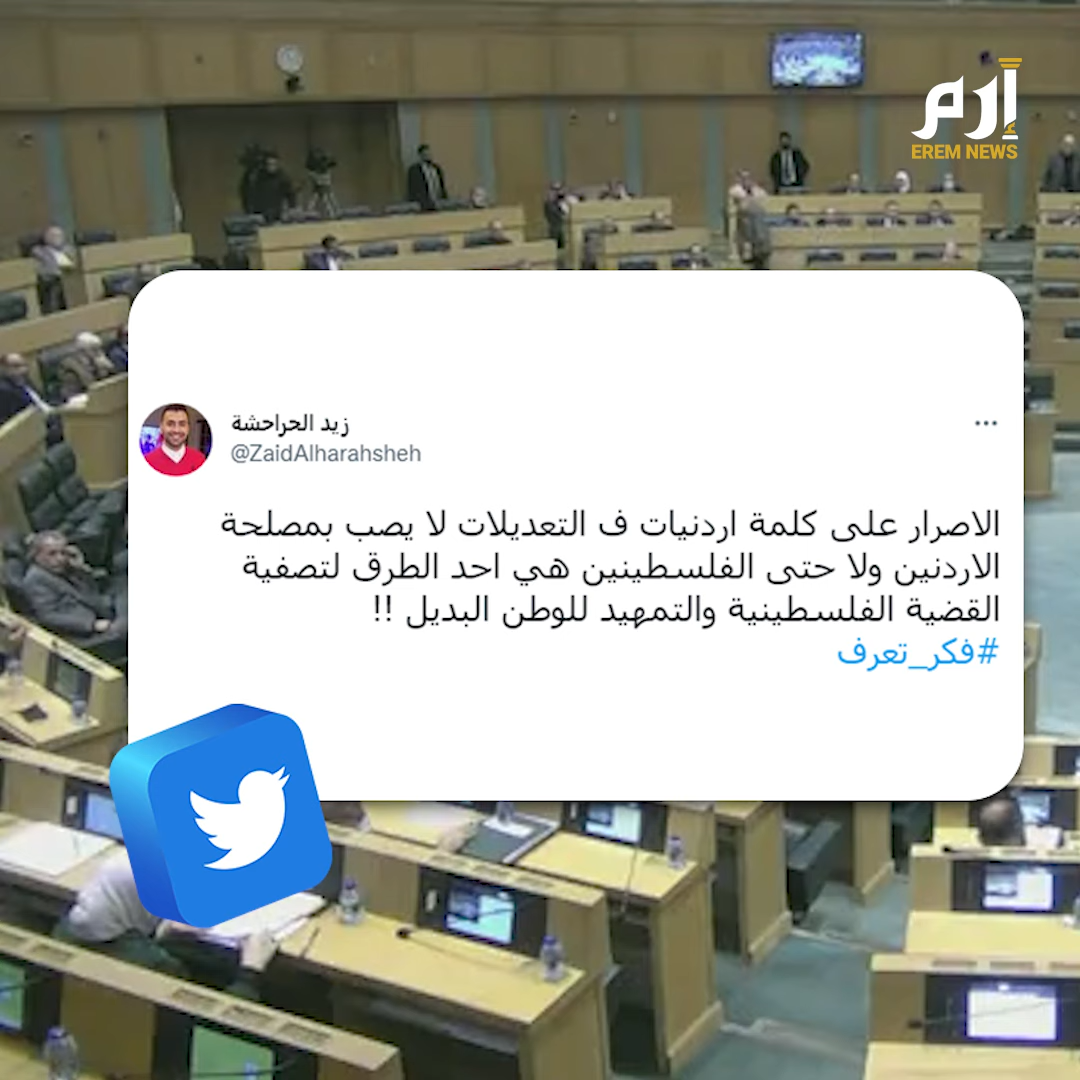 إرم
EREM NEWS
زيد الحراحشة
@ZaidAlharahsheh
الاصرار على كلمة اردنيات ف التعديلات لا يصب بمصلحة
الاردنين ولا حتى الفلسطينين هي احد الطرق لتصفية
القضية الفلسطينية والتمهيد للوطن البديل !!
#فكر_تعرف